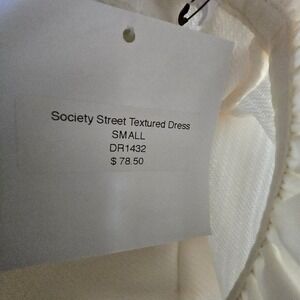 Society Street Textured Dress
SMALL
DR1432
$ 78.50